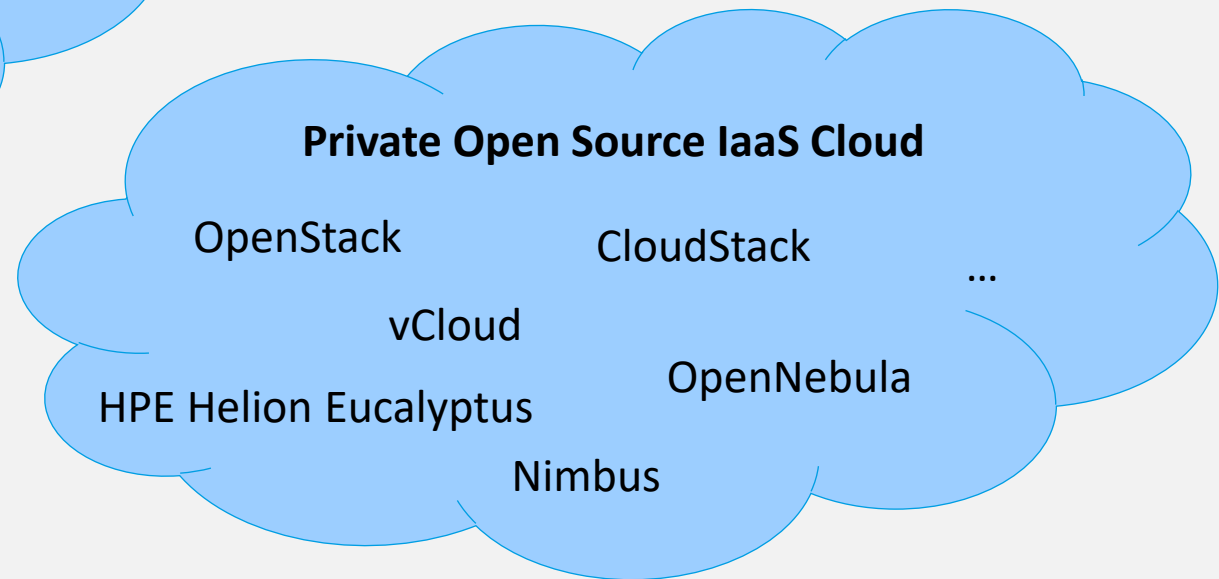 Private Open Source IaaS Cloud
OpenStack
CloudStack
...
vCloud
OpenNebula
HPE Helion Eucalyptus
Nimbus